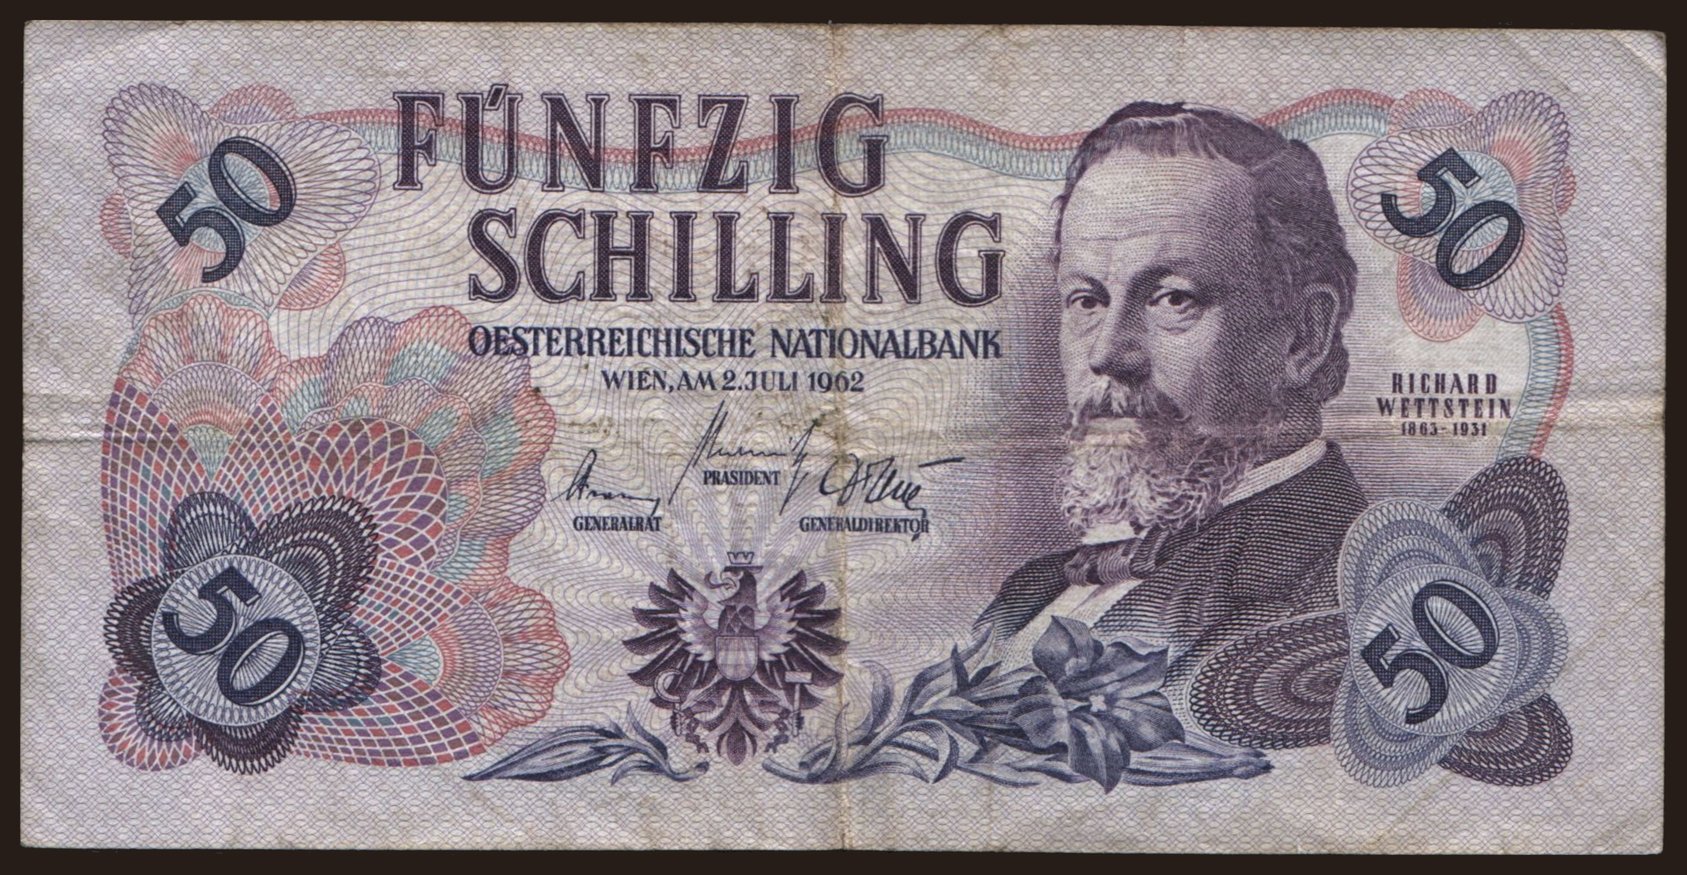 50
FÜNFZIG
SCHILLING
50
OESTERREICHISCHE NATIONALBANK
WIEN, AM 2. JULI 1962
RICHARD
WETTSTEIN
1863-1931
PRÄSIDENT
GENERALRAT
GENERALDIREKTOR
50
50